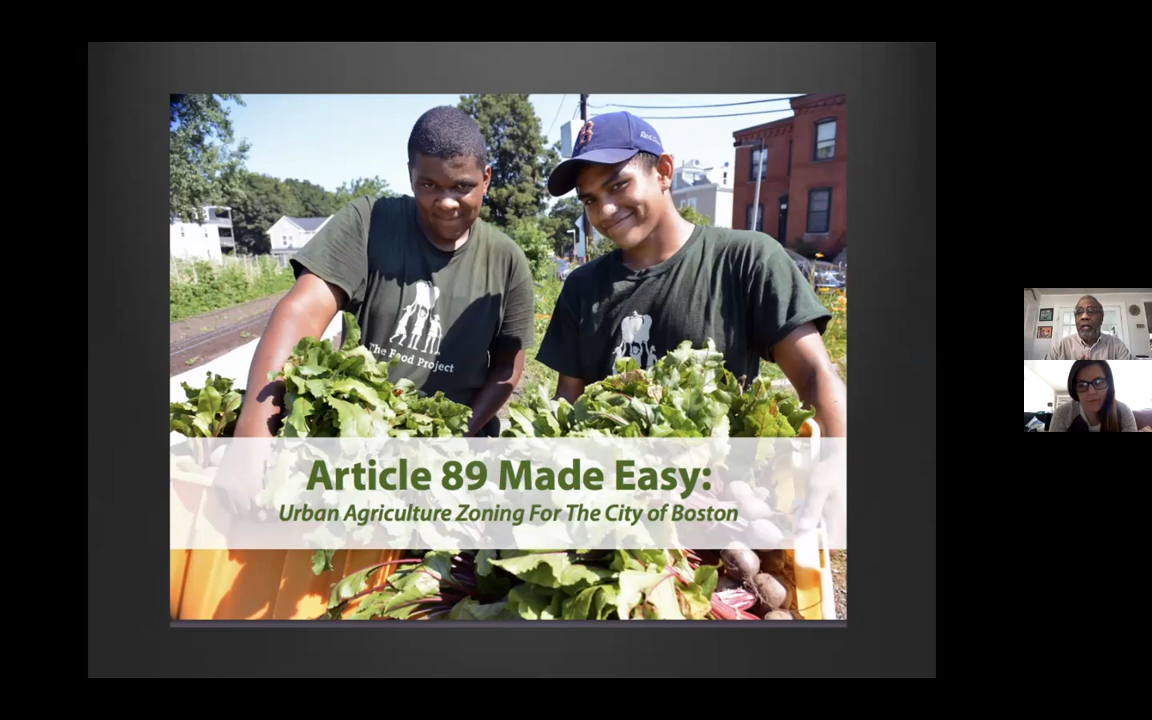 The Food Project
Article 89 Made Easy:
Urban Agriculture Zoning For The City of Boston